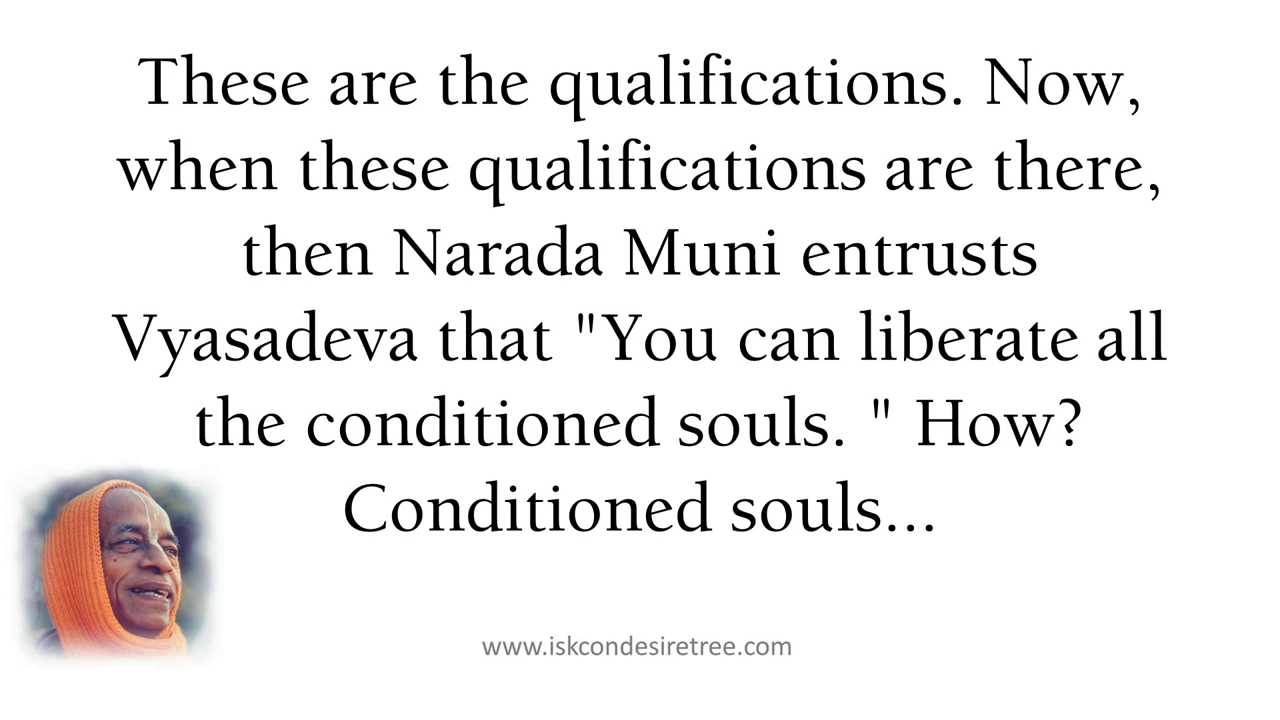 These are the qualifications. Now,
when these qualifications are there,
then Narada Muni entrusts
Vyasadeva that "You can liberate all
the conditioned souls. " How?
Conditioned souls...
www.iskcondesiretree.com